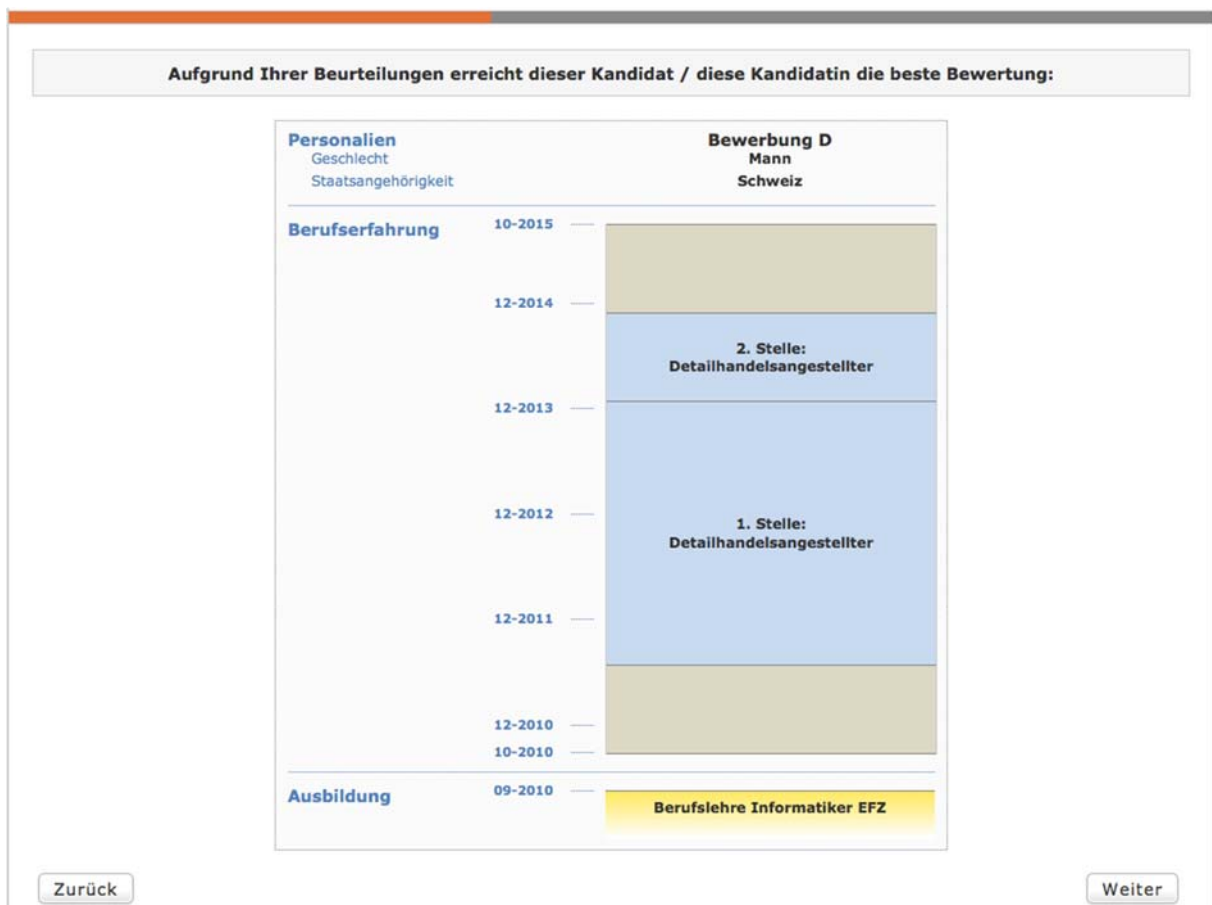 Aufgrund Ihrer Beurteilungen erreicht dieser Kandidat / diese Kandidatin die beste Bewertung:
Personalien
Bewerbung D
Geschlecht
Mann
Staatsangehörigkeit
Schweiz
Berufserfahrung
10-2015
12-2014
2. Stelle:
Detailhandelsangestellter
12-2013
12-2012
1. Stelle:
Detailhandelsangestellter
12-2011
12-2010
10-2010
Ausbildung
09-2010
Berufslehre Informatiker EFZ
Zurück
Weiter